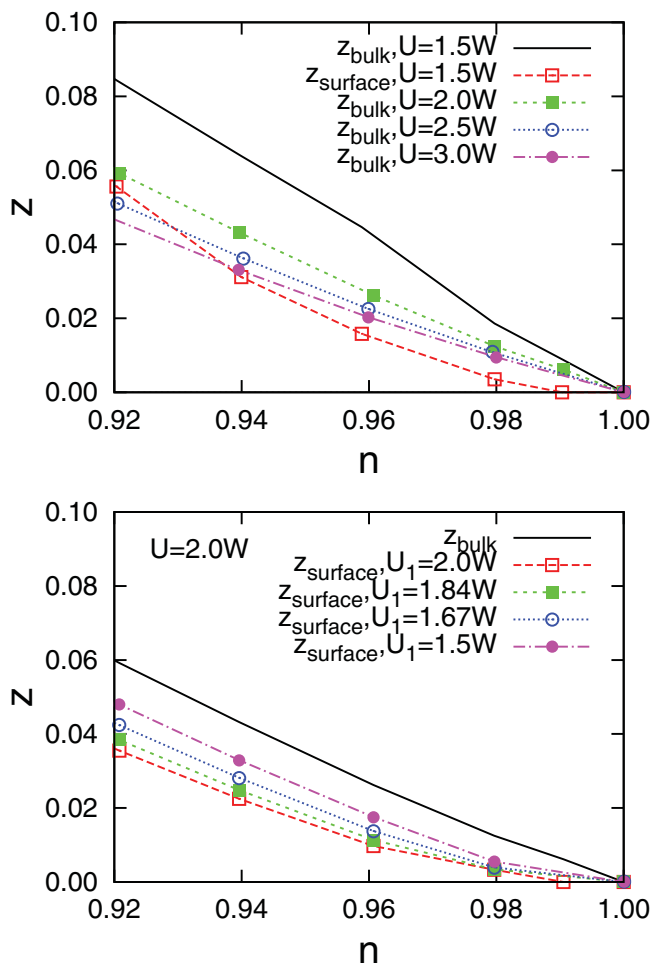 0.10
z_bulk,U=1.5W
z_surface,U=1.5W
0.08
z_bulk,U=2.0W
z_bulk,U=2.5W
z_bulk,U=3.0W
0.06
z
0.04
0.02
0.00
0.92 0.94 0.96 0.98 1.00
n
0.10
U=2.0W z_bulk
z_surface,U_1=2.0W
0.08
z_surface,U_1=1.84W
z_surface,U_1=1.67W
z_surface,U_1=1.5W
0.06
z
0.04
0.02
0.00
0.92 0.94 0.96 0.98 1.00
n